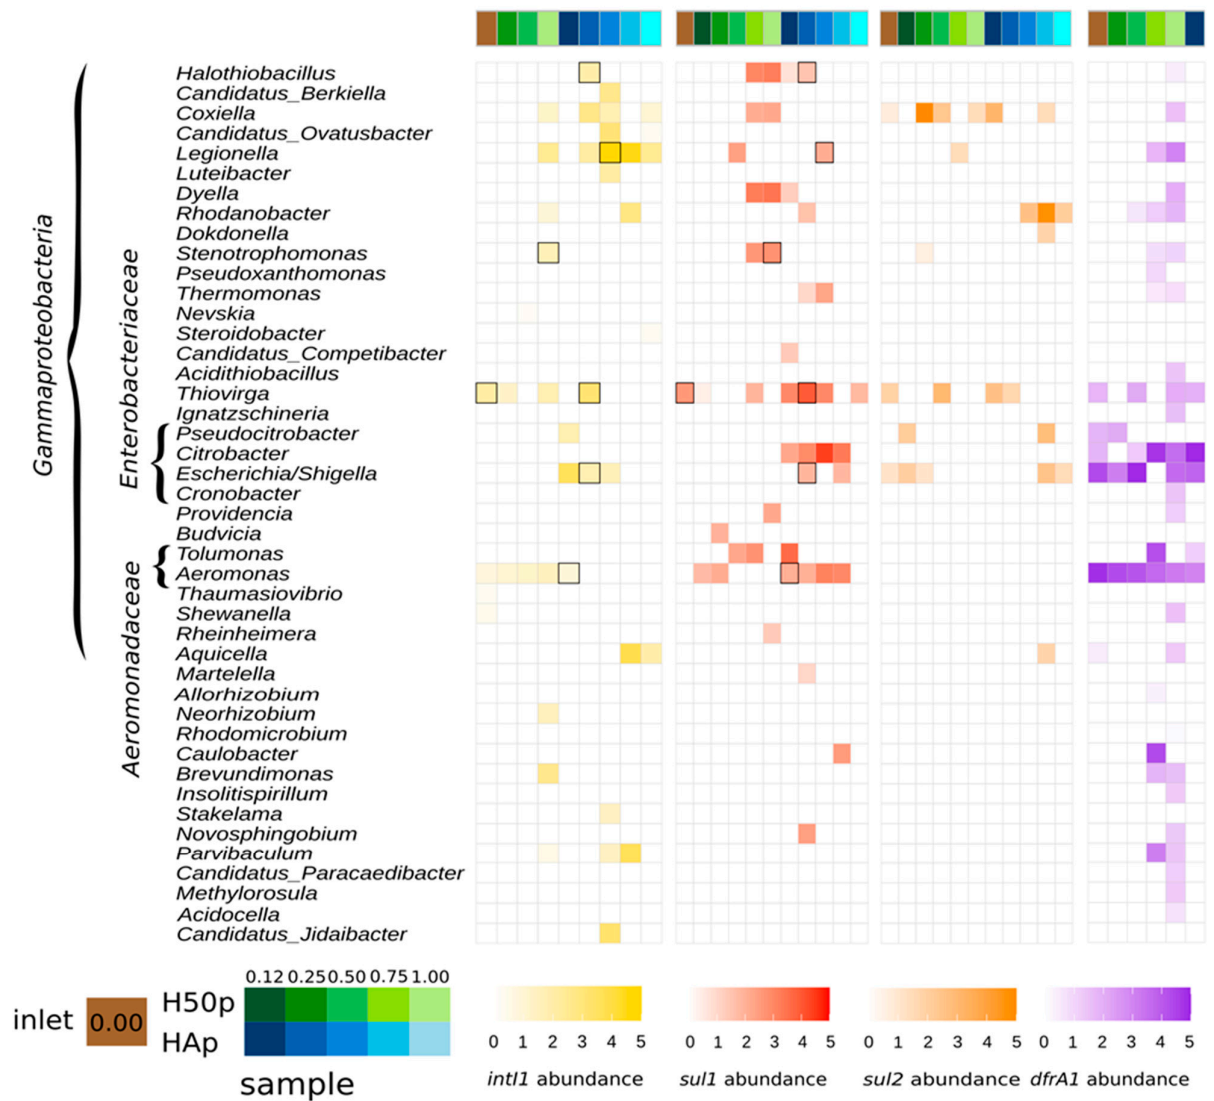 Halothiobacillus
Candidatus_Berkiella
Coxiella
Candidatus_Ovatusbacter
Legionella
Luteibacter
Dyella
Rhodanobacter
Dokdonella
Stenotrophomonas
Pseudoxanthomonas
Thermomonas
Nevskia
Steroidobacter
Candidatus_Competibacter
Acidithiobacillus
Thiovirga
Ignatzschineria
Pseudocitrobacter
Citrobacter
Escherichia/Shigella
Cronobacter
Providencia
Budvicia
Tolumonas
Aeromonas
Thaumasiovibrio
Shewanella
Rheinheimera
Aquicella
Martelella
Allorhizobium
Neorhizobium
Rhodomicrobium
Caulobacter
Brevundimonas
Insolitispirillum
Stakelama
Novosphingobium
Parvibaculum
Candidatus_Paracaedibacter
Methylorosula
Acidocella
Candidatus_Jidaibacter
Gammaproteobacteria
Enterobacteriaceae
Aeromonadaceae
0.12 0.25 0.50 0.75 1.00
inlet 0.00 H50p
HAp
sample
0 1 2 3 4 5
intI1 abundance
0 1 2 3 4 5
sul1 abundance
0 1 2 3 4 5
sul2 abundance
0 1 2 3 4 5
dfrA1 abundance